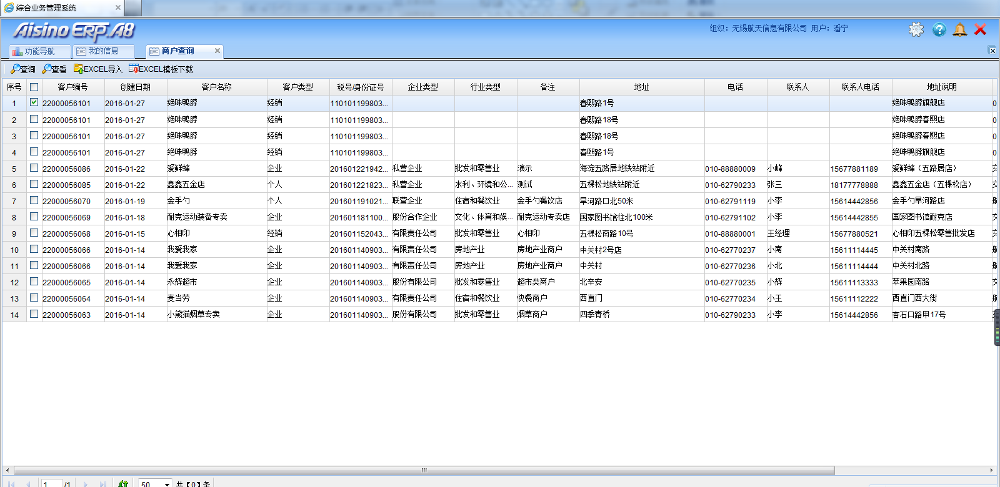 综合业务管理系统
Aisino ERP.A8
组织：无锡航天信息有限公司 用户：潘宁
功能导航 我的信息 商户查询
查询 查看 EXCEL导入 EXCEL模板下载
序号 客户编号 创建日期 客户名称 客户类型 税号/身份证号 企业类型 行业类型 备注 地址 电话 联系人 联系人电话 地址说明
1 22000056101 2016-01-27 绝味鸭脖 经销 110101199803... 春熙路1号 绝味鸭脖旗舰店 0
2 22000056101 2016-01-27 绝味鸭脖 经销 110101199803... 春熙路18号 绝味鸭脖春熙店 0
3 22000056101 2016-01-27 绝味鸭脖 经销 110101199803... 春熙路18号 绝味鸭脖春熙店 0
4 22000056101 2016-01-27 绝味鸭脖 经销 110101199803... 春熙路1号 绝味鸭脖旗舰店 0
5 22000056086 2016-01-22 爱鲜蜂 企业 201601221942... 私营企业 批发和零售业 演示 海淀五路居地铁站附近 010-88880009 小峰 15677881189 爱鲜蜂（五路居店）
6 22000056085 2016-01-22 鑫鑫五金店 个人 201601221823... 私营企业 水利、环境和公... 测试 五棵松地铁站附近 010-62790233 张三 18177778888 鑫鑫五金店（五棵松店）
7 22000056070 2016-01-19 金手勺 个人 201601191021... 联营企业 住宿和餐饮业 金手勺餐饮店 旱河路口北50米 010-62791119 小李 15614442856 金手勺旱河路店
8 22000056069 2016-01-18 耐克运动装备专卖 企业 201601181100... 股份合作企业 文化、体育和娱... 耐克运动专卖店 国家图书馆往北100米 010-62791102 小李 15614442855 国家图书馆耐克店
9 22000056068 2016-01-15 心相印 经销 201601152043... 有限责任公司 批发和零售业 心相印 五棵松南路10号 010-88880001 王经理 15677880521 心相印五棵松零售批发店
10 22000056066 2016-01-14 我爱我家 企业 201601140903... 有限责任公司 房地产业 房地产业商户 中关村2号店 010-62770237 小南 15611114445 中关村南路
11 22000056066 2016-01-14 我爱我家 企业 201601140903... 有限责任公司 房地产业 房地产业商户 中关村 010-62770236 小北 15611114444 中关村北路
12 22000056065 2016-01-14 永辉超市 企业 201601140903... 股份有限公司 批发和零售业 超市类商户 北辛安 010-62770235 小辉 15611113333 苹果园南路
13 22000056064 2016-01-14 麦当劳 企业 201601140903... 有限责任公司 住宿和餐饮业 快餐商户 西直门 010-62770234 小王 15611112222 西直门西大街
14 22000056063 2016-01-14 小熊猫烟草专卖 企业 201601140903... 股份有限公司 批发和零售业 烟草商户 四季青桥 010-62790233 小李 15614442856 杏石口路甲17号
1 /1 50 共【0】条